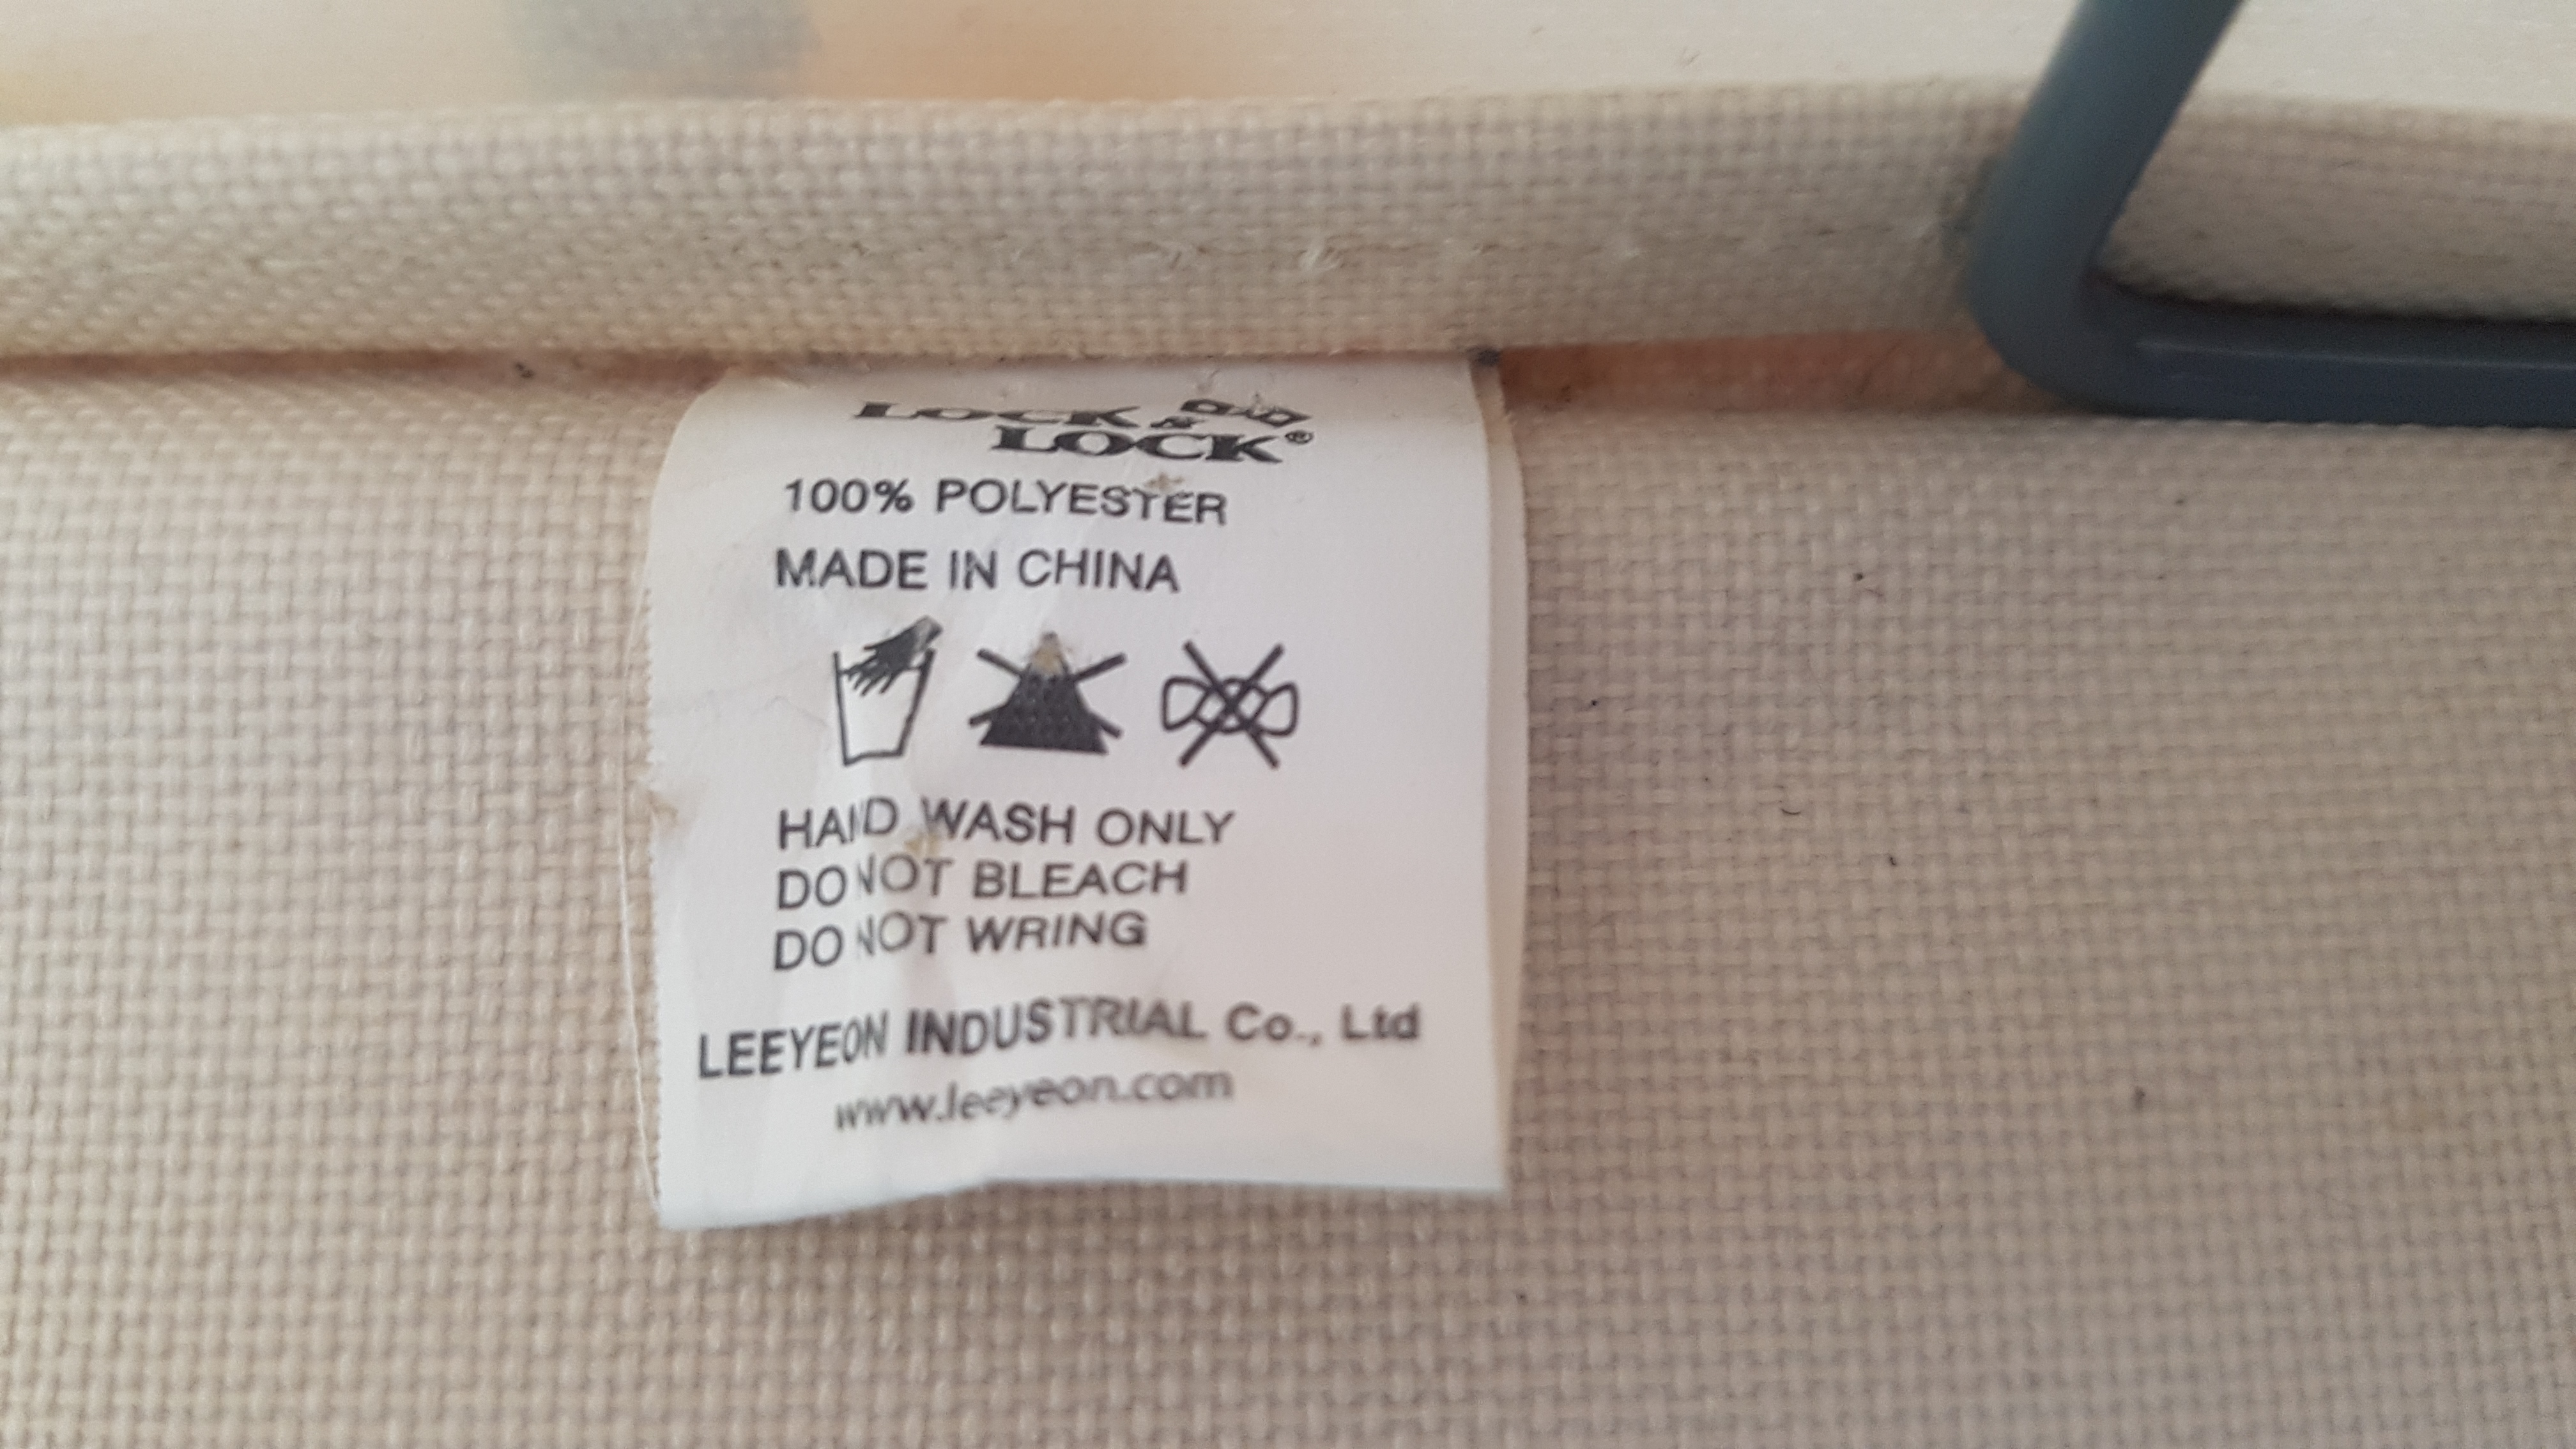 LOCK &
LOCK®
100% POLYESTER
MADE IN CHINA
HAND WASH ONLY
DO NOT BLEACH
DO NOT WRING
LEEYEON INDUSTRIAL Co., Ltd
www.leeyeon.com